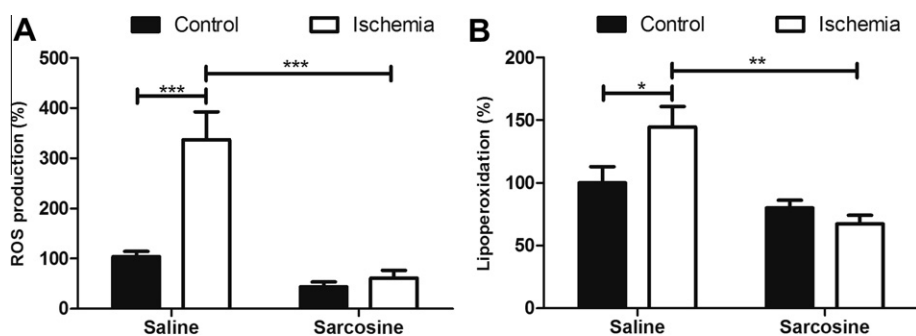 A
Control
Ischemia
ROS production (%)
500
400
300
200
100
0
***
***
Saline
Sarcosine
B
Control
Ischemia
Lipoperoxidation (%)
200
150
100
50
0
*
**
Saline
Sarcosine